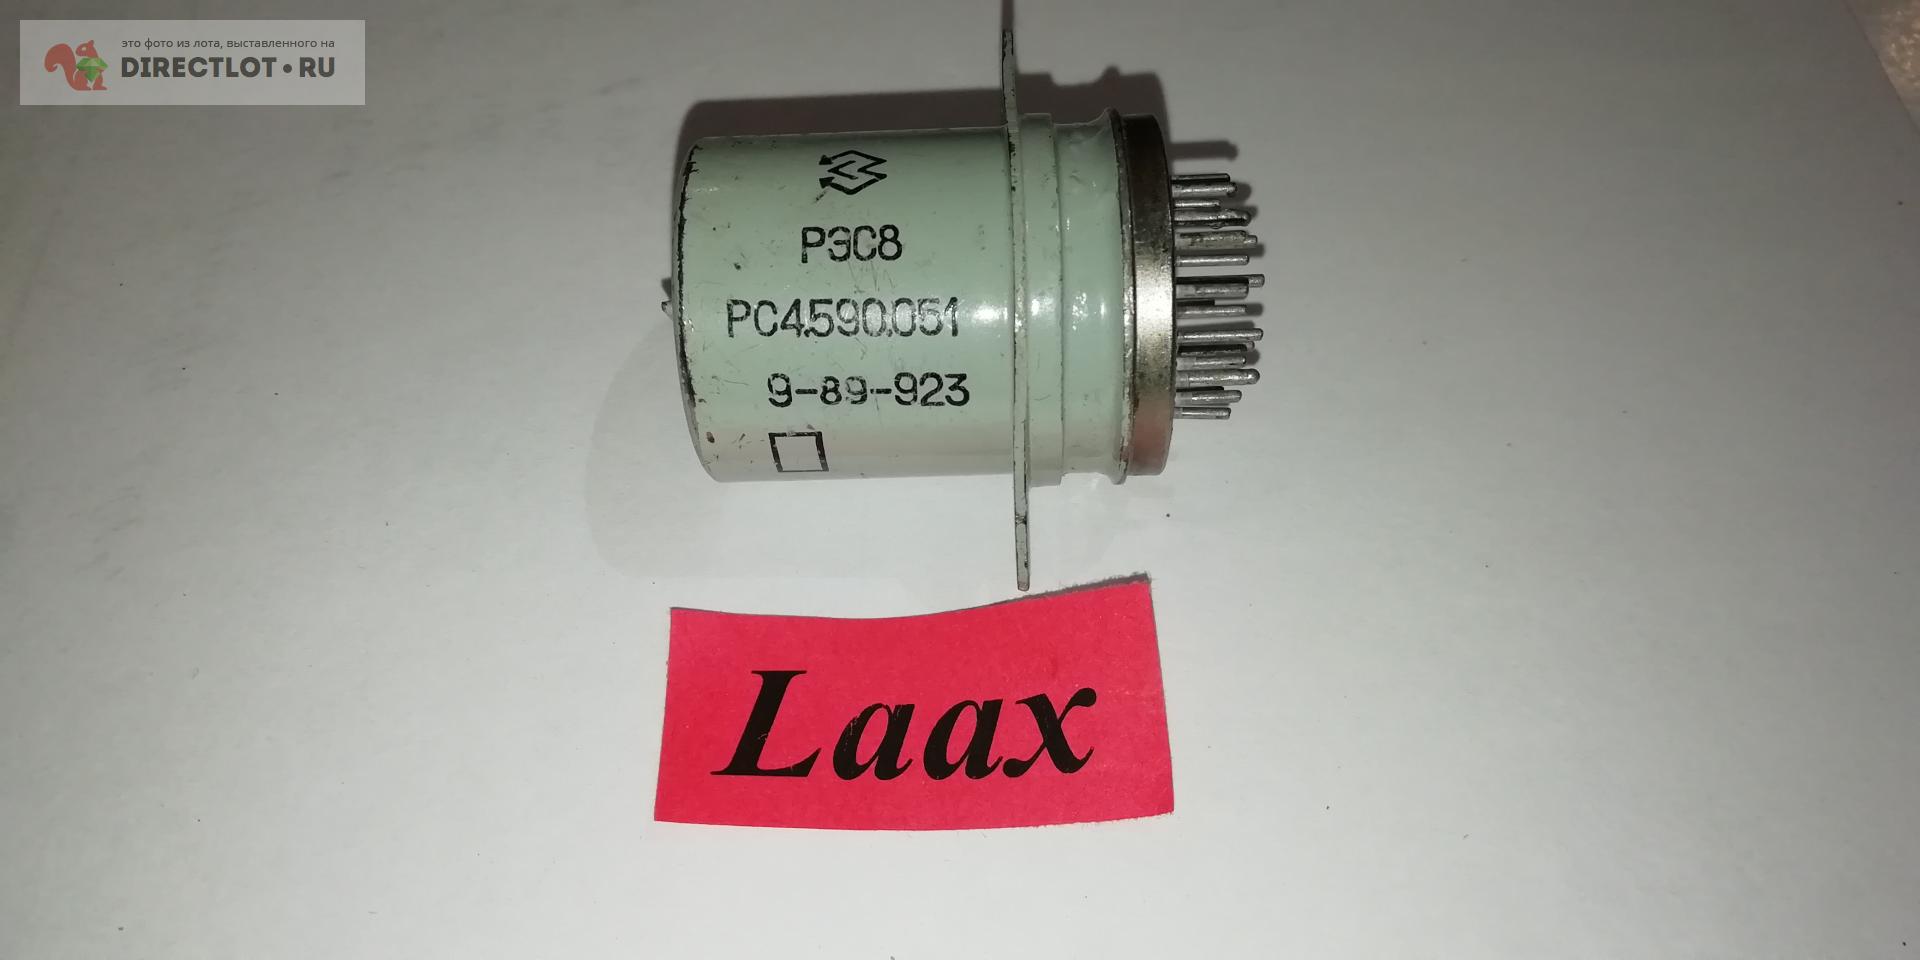 это фото из лота, выставленного на
DIRECTLOT•RU
РЭС8
РС4.590.051
9-89-923
Laax